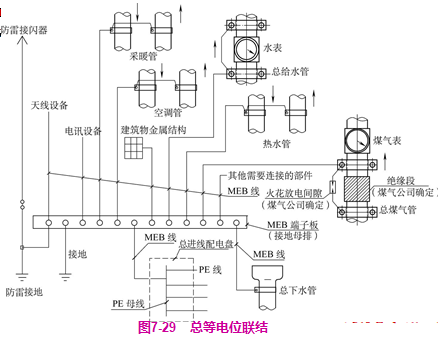 防雷接闪器
采暖管
水表
总给水管
天线设备
电讯设备
空调管
建筑物金属结构
热水管
煤气表
其他需要连接的部件
MEB 线
火花放电间隙
(煤气公司确定)
绝缘段
(煤气公司确定)
总煤气管
MEB 端子板
(接地母排)
接地
MEB 线
总进线配电盘
MEB 线
PE 线
防雷接地
PE 母线
总下水管
图7-29 总等电位联结